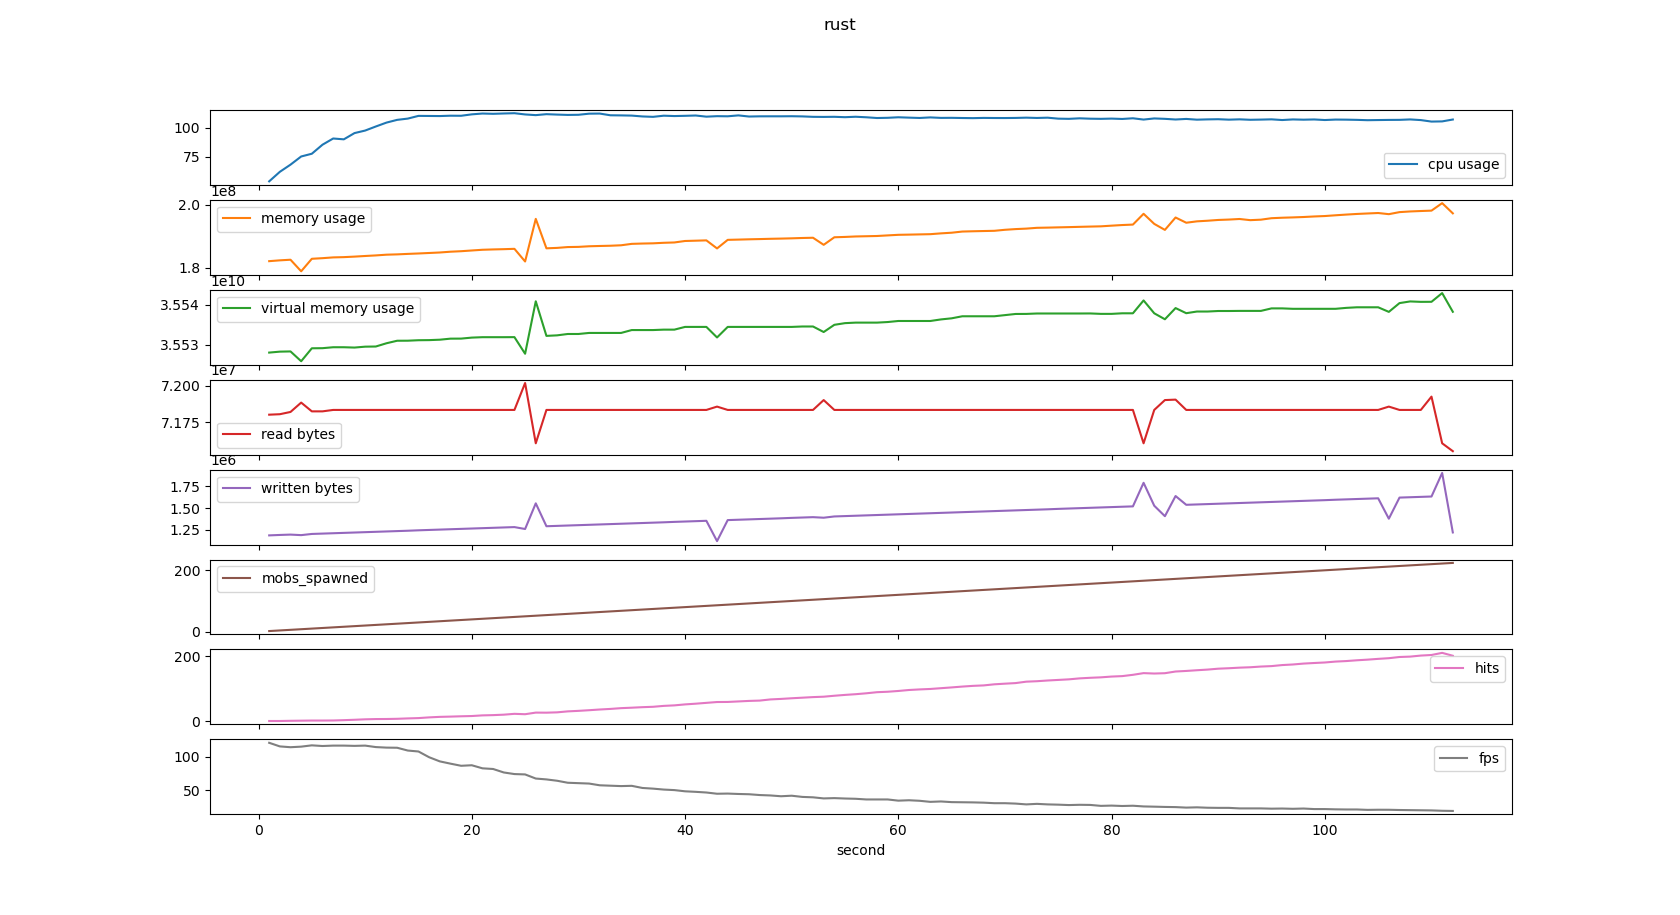 rust
100
75
cpu usage
1e8
2.0
1.8
memory usage
1e10
3.554
3.553
virtual memory usage
1e7
7.200
7.175
read bytes
1e6
1.75
1.50
1.25
written bytes
200
0
mobs_spawned
200
0
hits
100
50
fps
0 20 40 60 80 100
second